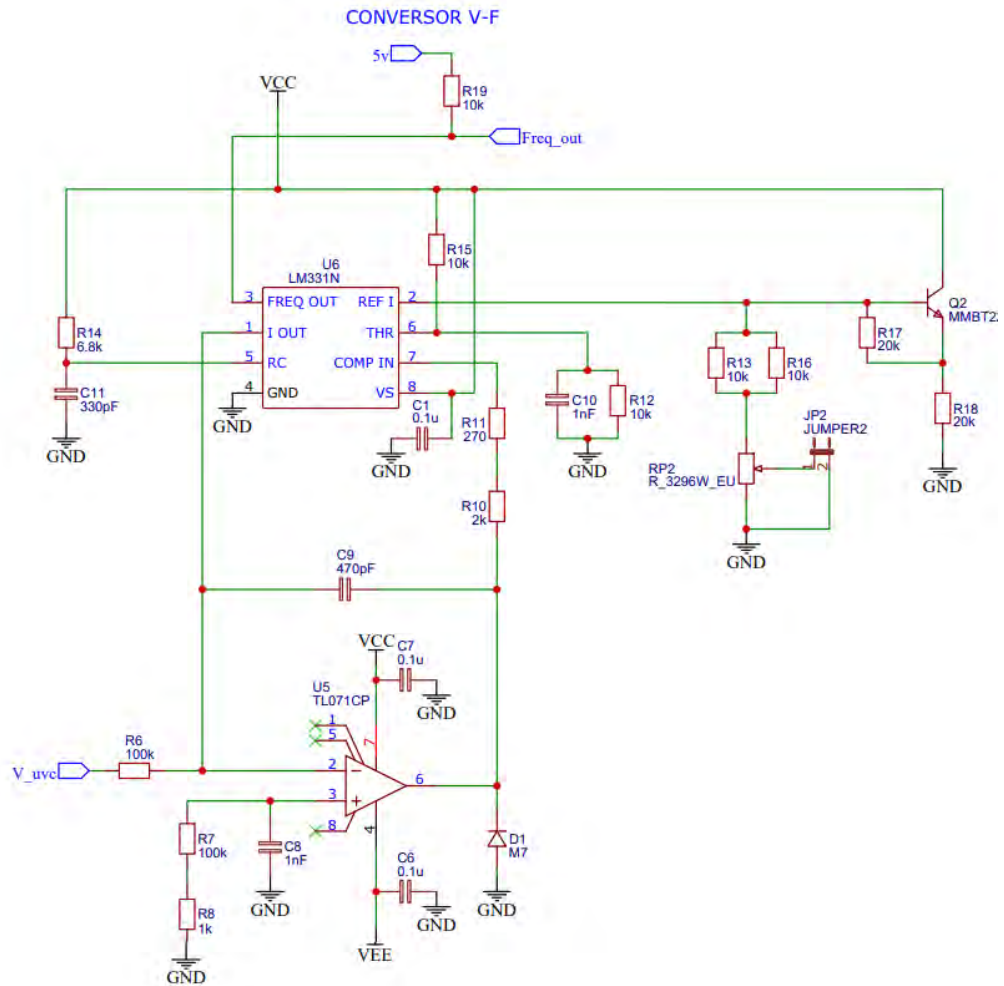 CONVERSOR V-F
5v
R19
10k
VCC
Freq_out
R15
10k
U6
LM331N
3 FREQ OUT REF I 2
1 I OUT THR 6
5 RC COMP IN 7
4 GND VS 8
R14
6.8k
C11
330pF
GND
GND
C1
0.1u
GND
R11
270
R10
2k
C10
1nF
R12
10k
GND
R13
10k
R16
10k
R17
20k
Q2
MMBT22
R18
20k
GND
JP2
JUMPER2
1
2
RP2
R_3296W_EU
GND
C9
470pF
VCC
C7
0.1u
GND
U5
TL071CP
1
5
7
R6
100k
V_uvc
2
6
3
8
4
R7
100k
C8
1nF
GND
D1
M7
GND
C6
0.1u
GND
R8
1k
GND
VEE